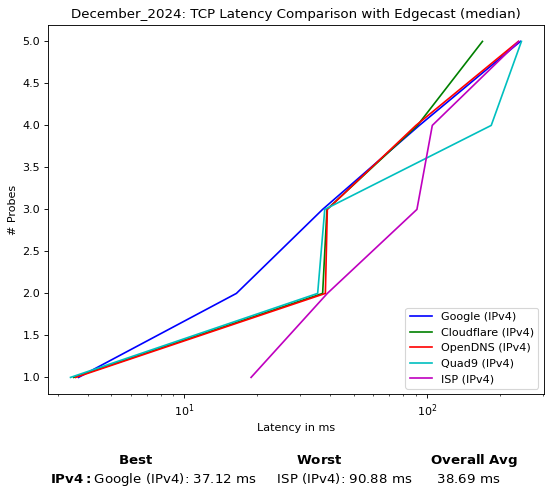 December_2024: TCP Latency Comparison with Edgecast (median)
5.0
4.5
4.0
3.5
3.0
2.5
2.0
1.5
1.0
# Probes
Google (IPv4)
Cloudflare (IPv4)
OpenDNS (IPv4)
Quad9 (IPv4)
ISP (IPv4)
10¹ 10²
Latency in ms
Best Worst Overall Avg
IPv4: Google (IPv4): 37.12 ms ISP (IPv4): 90.88 ms 38.69 ms